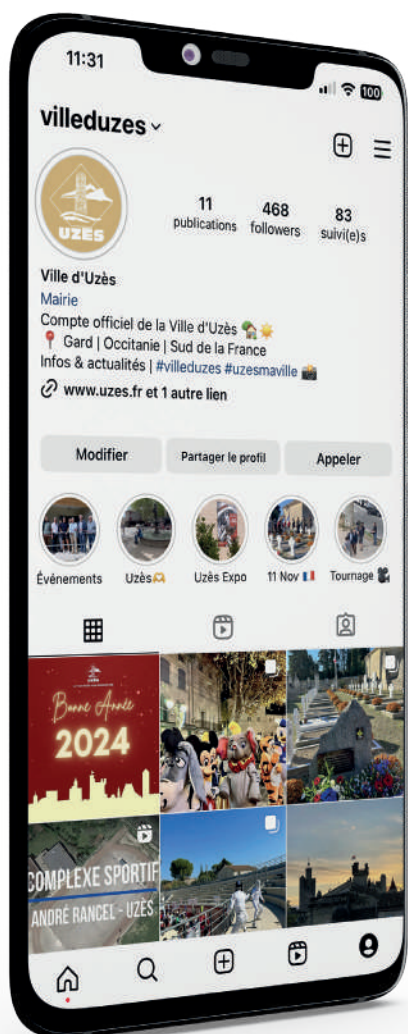 11:31
100
villeduzes
UZÈS
11
publications
468
followers
83
suivi(e)s
Ville d'Uzès
Mairie
Compte officiel de la Ville d'Uzès 🏡☀️
📍 Gard | Occitanie | Sud de la France
Infos & actualités | #villeduzes #uzesmaville 📸
www.uzes.fr et 1 autre lien
Modifier
Partager le profil
Appeler
Événements
Uzès🫶
Uzès Expo
11 Nov 🇫🇷
Tournage 🎥
Bonne Année
2024
COMPLEXE SPORTIF
ANDRÉ RANCEL - UZÈS